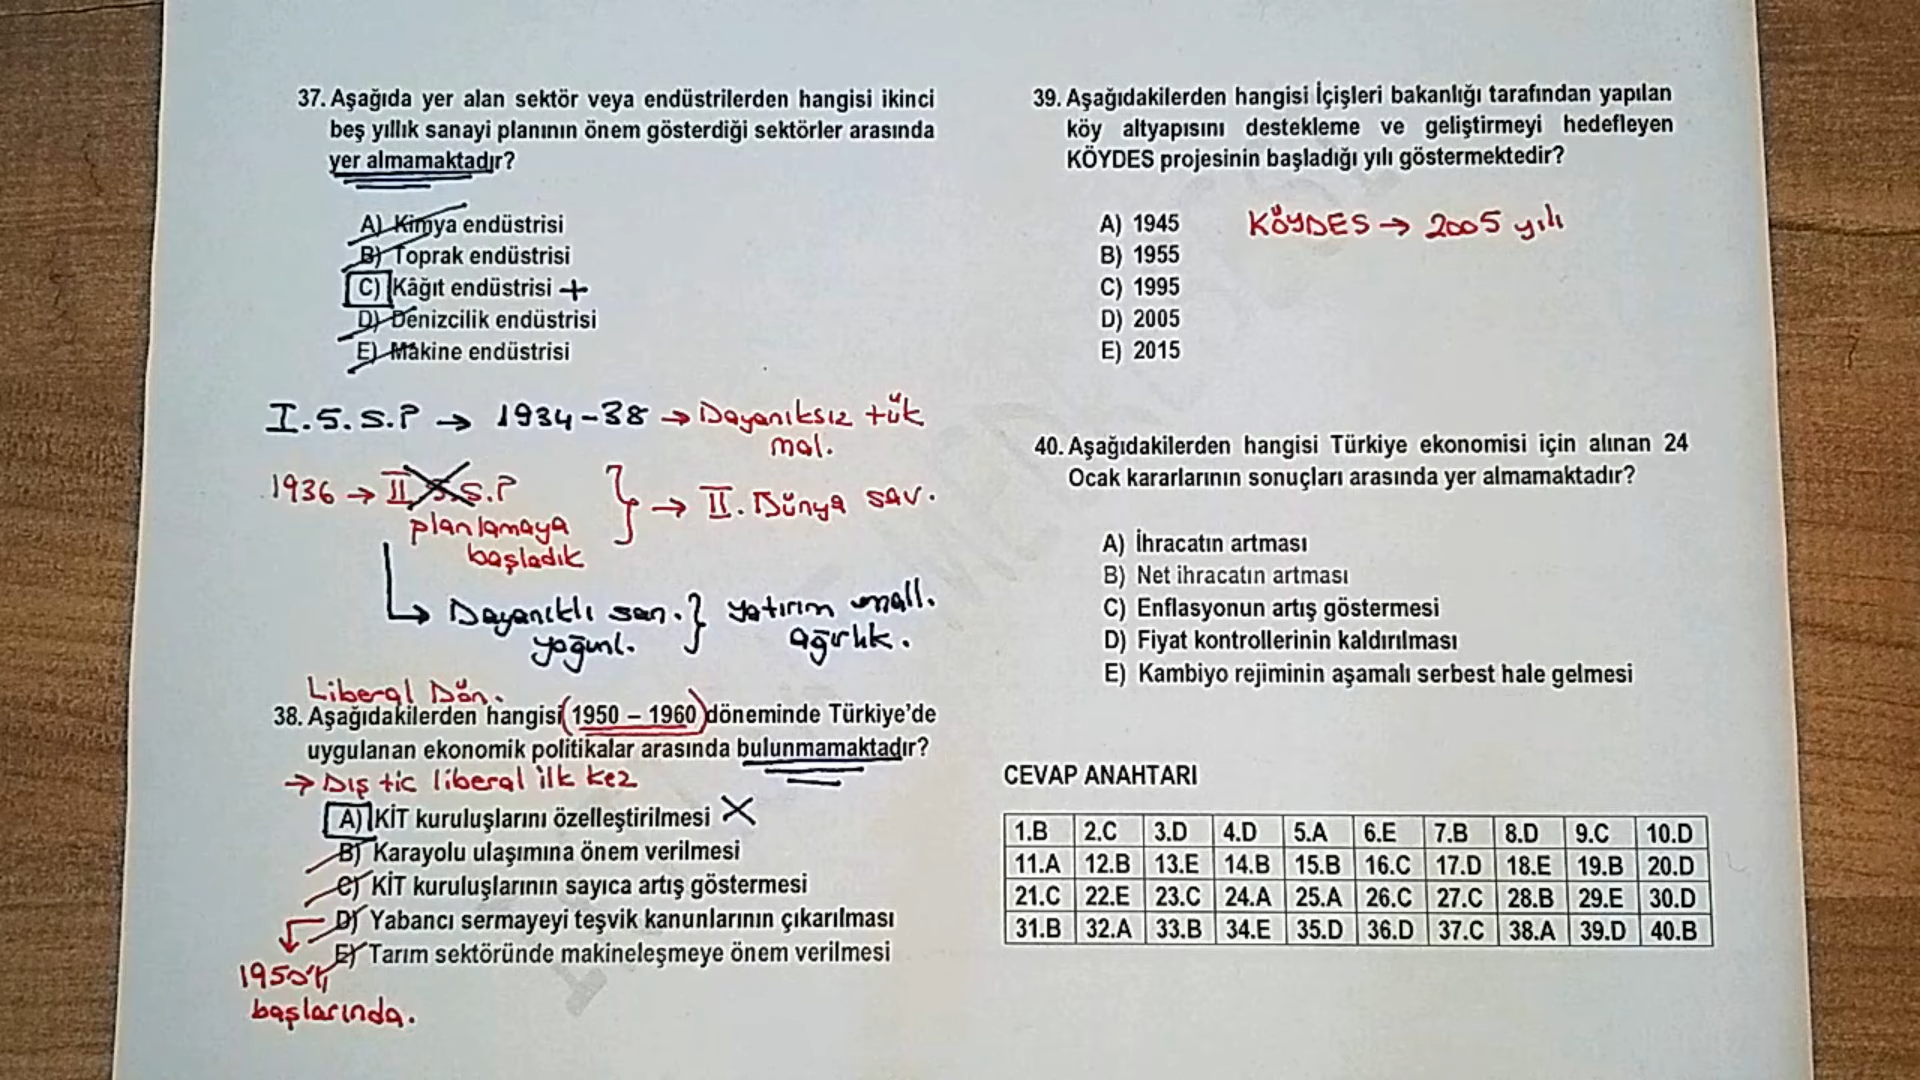 37. Aşağıda yer alan sektör veya endüstrilerden hangisi ikinci
beş yıllık sanayi planının önem gösterdiği sektörler arasında
yer almamaktadır?
A) Kimya endüstrisi
B) Toprak endüstrisi
C) Kâğıt endüstrisi +
D) Denizcilik endüstrisi
E) Makine endüstrisi
I.S.S.P → 1934-38 → Dayanıksız tük
mal.
1936 → II.S.S.P } → II. Dünya sav.
planlamaya
başladık
→ Dayanıklı san. } yatırım mall.
yoğunl. ağırlık.
Liberal Dön.
38. Aşağıdakilerden hangisi (1950 – 1960) döneminde Türkiye'de
uygulanan ekonomik politikalar arasında bulunmamaktadır?
→ Dış tic liberal ilk kez
A) KİT kuruluşlarını özelleştirilmesi X
B) Karayolu ulaşımına önem verilmesi
C) KİT kuruluşlarının sayıca artış göstermesi
D) Yabancı sermayeyi teşvik kanunlarının çıkarılması
E) Tarım sektöründe makineleşmeye önem verilmesi
1950'li
başlarında.
39. Aşağıdakilerden hangisi İçişleri bakanlığı tarafından yapılan
köy altyapısını destekleme ve geliştirmeyi hedefleyen
KÖYDES projesinin başladığı yılı göstermektedir?
A) 1945 KÖYDES → 2005 yılı
B) 1955
C) 1995
D) 2005
E) 2015
40. Aşağıdakilerden hangisi Türkiye ekonomisi için alınan 24
Ocak kararlarının sonuçları arasında yer almamaktadır?
A) İhracatın artması
B) Net ihracatın artması
C) Enflasyonun artış göstermesi
D) Fiyat kontrollerinin kaldırılması
E) Kambiyo rejiminin aşamalı serbest hale gelmesi
CEVAP ANAHTARI
1.B 2.C 3.D 4.D 5.A 6.E 7.B 8.D 9.C 10.D
11.A 12.B 13.E 14.B 15.B 16.C 17.D 18.E 19.B 20.D
21.C 22.E 23.C 24.A 25.A 26.C 27.C 28.B 29.E 30.D
31.B 32.A 33.B 34.E 35.D 36.D 37.C 38.A 39.D 40.B